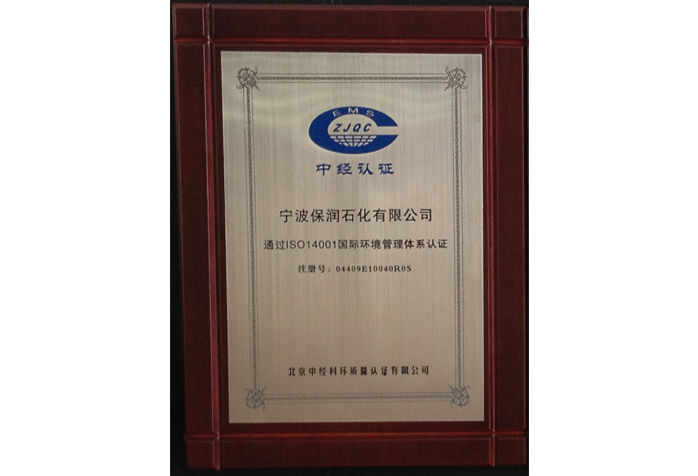 EMS
ZJQC
中经认证
宁波保润石化有限公司
通过ISO14001国际环境管理体系认证
注册号：04409E10040R0S
北京中经科环质量认证有限公司